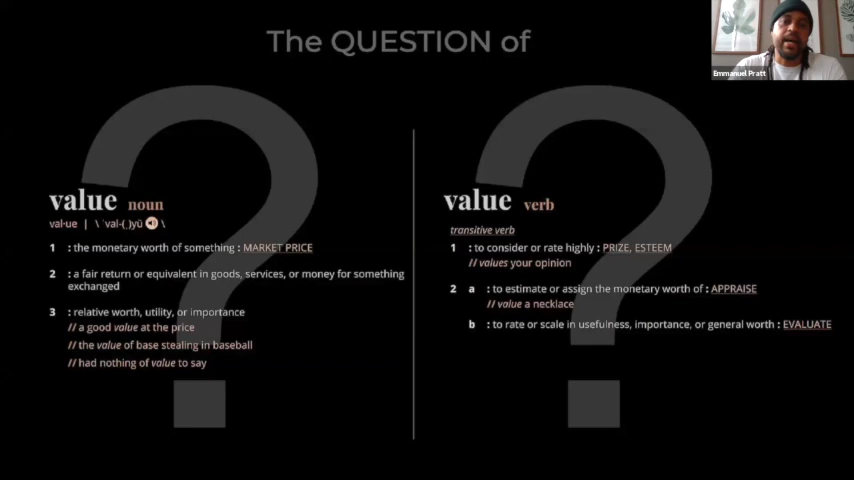 The QUESTION of
Emmanuel Pratt
value noun
val·ue | \ ˈval-(ˌ)yü \
1 : the monetary worth of something : MARKET PRICE
2 : a fair return or equivalent in goods, services, or money for something
exchanged
3 : relative worth, utility, or importance
// a good value at the price
// the value of base stealing in baseball
// had nothing of value to say
value verb
transitive verb
1 : to consider or rate highly : PRIZE, ESTEEM
// values your opinion
2 a : to estimate or assign the monetary worth of : APPRAISE
// value a necklace
b : to rate or scale in usefulness, importance, or general worth : EVALUATE